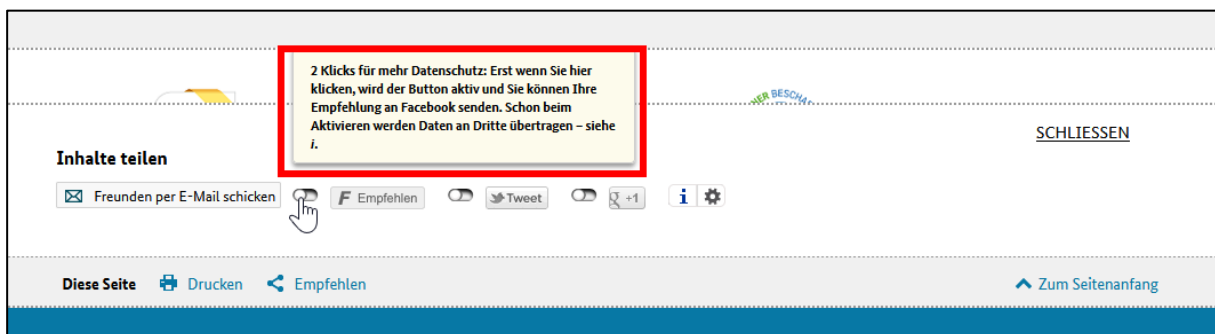 2 Klicks für mehr Datenschutz: Erst wenn Sie hier
klicken, wird der Button aktiv und Sie können Ihre
Empfehlung an Facebook senden. Schon beim
Aktivieren werden Daten an Dritte übertragen – siehe
i.
SCHLIESSEN
Inhalte teilen
Freunden per E-Mail schicken F Empfehlen Tweet g +1 i
Diese Seite Drucken Empfehlen Zum Seitenanfang